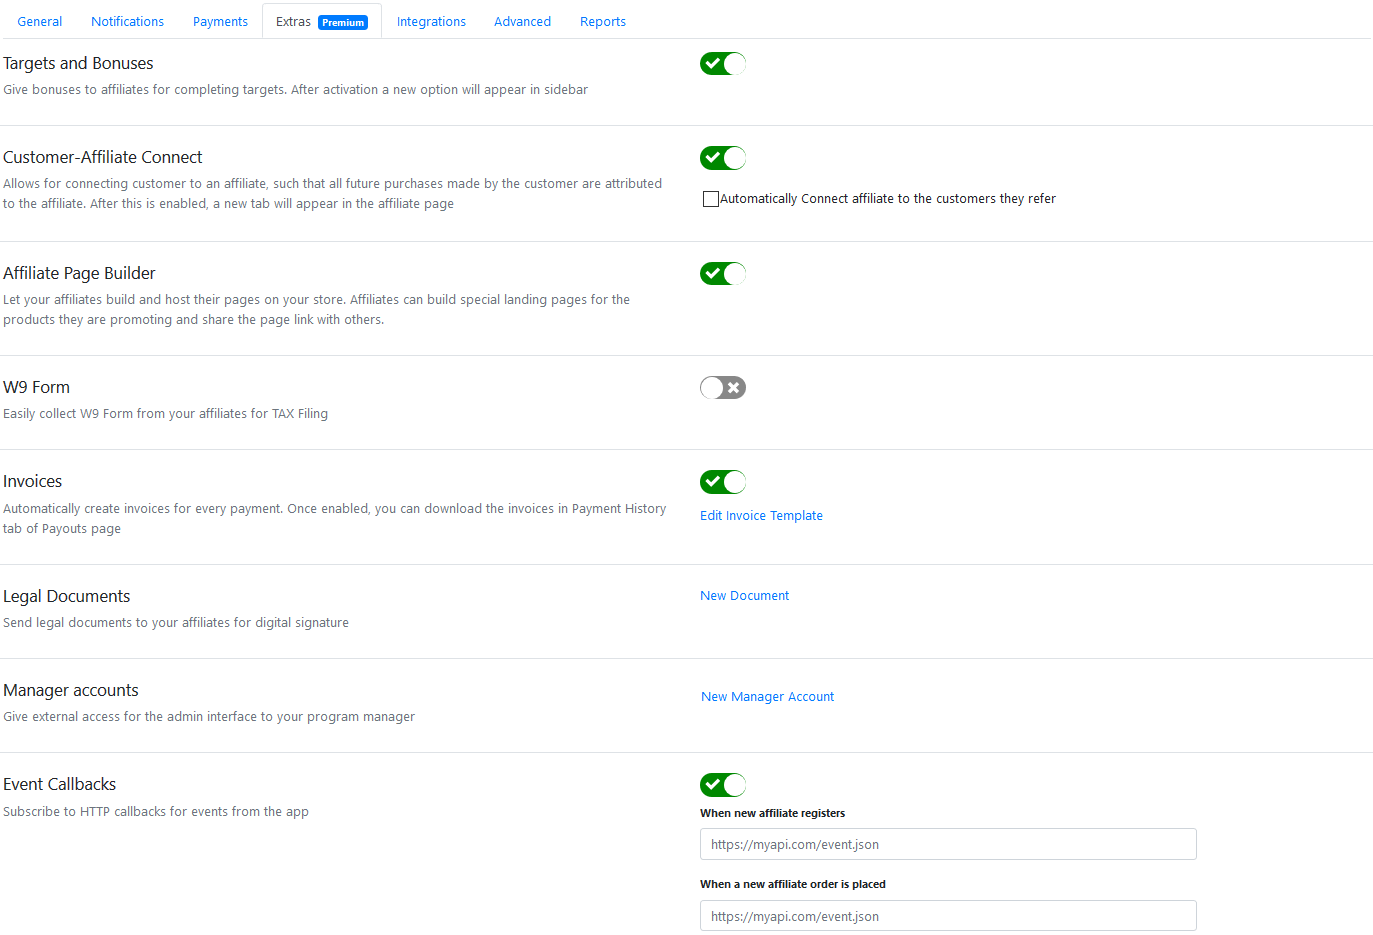 General Notifications Payments Extras Premium Integrations Advanced Reports
Targets and Bonuses
Give bonuses to affiliates for completing targets. After activation a new option will appear in sidebar
Customer-Affiliate Connect
Allows for connecting customer to an affiliate, such that all future purchases made by the customer are attributed
to the affiliate. After this is enabled, a new tab will appear in the affiliate page
Automatically Connect affiliate to the customers they refer
Affiliate Page Builder
Let your affiliates build and host their pages on your store. Affiliates can build special landing pages for the
products they are promoting and share the page link with others.
W9 Form
Easily collect W9 Form from your affiliates for TAX Filing
Invoices
Automatically create invoices for every payment. Once enabled, you can download the invoices in Payment History
tab of Payouts page
Edit Invoice Template
Legal Documents
Send legal documents to your affiliates for digital signature
New Document
Manager accounts
Give external access for the admin interface to your program manager
New Manager Account
Event Callbacks
Subscribe to HTTP callbacks for events from the app
When new affiliate registers
https://myapi.com/event.json
When a new affiliate order is placed
https://myapi.com/event.json